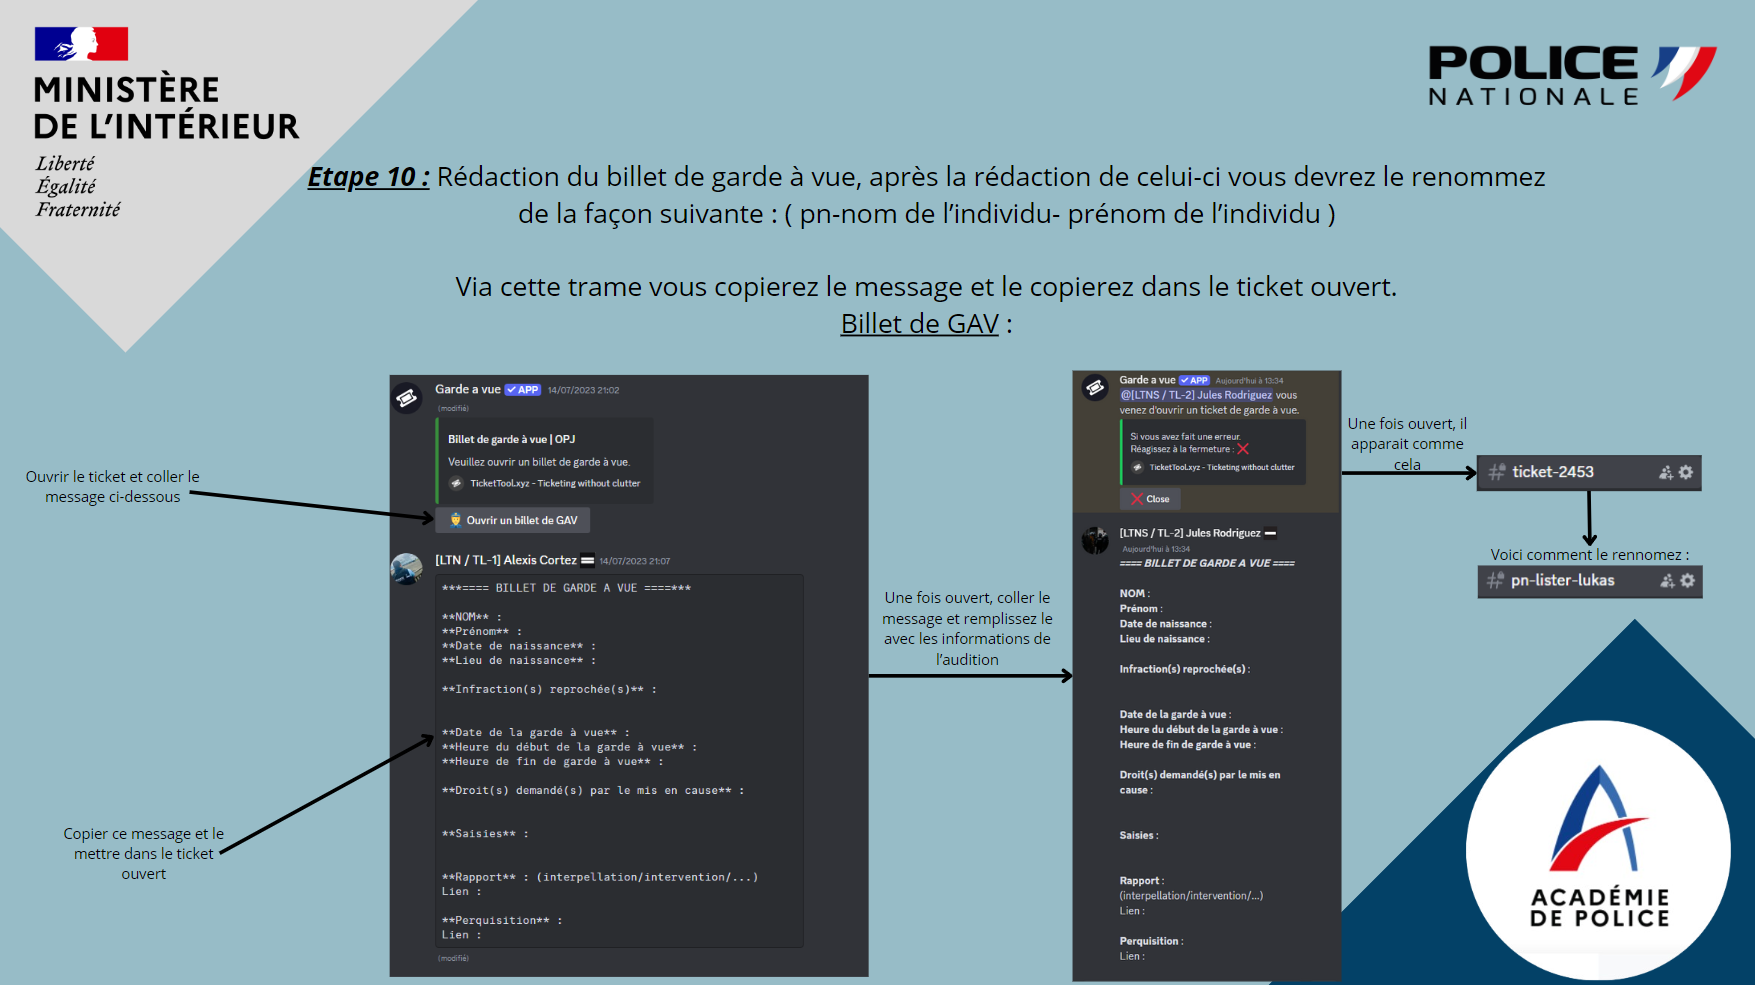 MINISTÈRE
DE L'INTÉRIEUR
Liberté
Égalité
Fraternité
POLICE
NATIONALE
Etape 10 : Rédaction du billet de garde à vue, après la rédaction de celui-ci vous devrez le renommez
de la façon suivante : ( pn-nom de l'individu- prénom de l'individu )
Via cette trame vous copierez le message et le copierez dans le ticket ouvert.
Billet de GAV :
Ouvrir le ticket et coller le
message ci-dessous
Copier ce message et le
mettre dans le ticket
ouvert
Garde a vue ✓ APP 14/07/2023 21:02
(modifié)
Billet de garde à vue | OPJ
Veuillez ouvrir un billet de garde à vue.
TicketTool.xyz - Ticketing without clutter
Ouvrir un billet de GAV
[LTN / TL-1] Alexis Cortez 14/07/2023 21:07
***==== BILLET DE GARDE A VUE ====***
**NOM** :
**Prénom** :
**Date de naissance** :
**Lieu de naissance** :
**Infraction(s) reprochée(s)** :
**Date de la garde à vue** :
**Heure du début de la garde à vue** :
**Heure de fin de garde à vue** :
**Droit(s) demandé(s) par le mis en cause** :
**Saisies** :
**Rapport** : (interpellation/intervention/...)
Lien :
**Perquisition** :
Lien :
(modifié)
Une fois ouvert, coller le
message et remplissez le
avec les informations de
l'audition
Garde a vue ✓ APP Aujourd'hui à 13:34
@[LTNS / TL-2] Jules Rodriguez vous
venez d'ouvrir un ticket de garde à vue.
Si vous avez fait une erreur.
Réagissez à la fermeture : ❌
TicketTool.xyz - Ticketing without clutter
❌ Close
[LTNS / TL-2] Jules Rodriguez
Aujourd'hui à 13:34
==== BILLET DE GARDE A VUE ====
NOM :
Prénom :
Date de naissance :
Lieu de naissance :
Infraction(s) reprochée(s) :
Date de la garde à vue :
Heure du début de la garde à vue :
Heure de fin de garde à vue :
Droit(s) demandé(s) par le mis en
cause :
Saisies :
Rapport :
(interpellation/intervention/...)
Lien :
Perquisition :
Lien :
Une fois ouvert, il
apparait comme
cela
ticket-2453
Voici comment le rennomez :
pn-lister-lukas
ACADÉMIE
DE POLICE